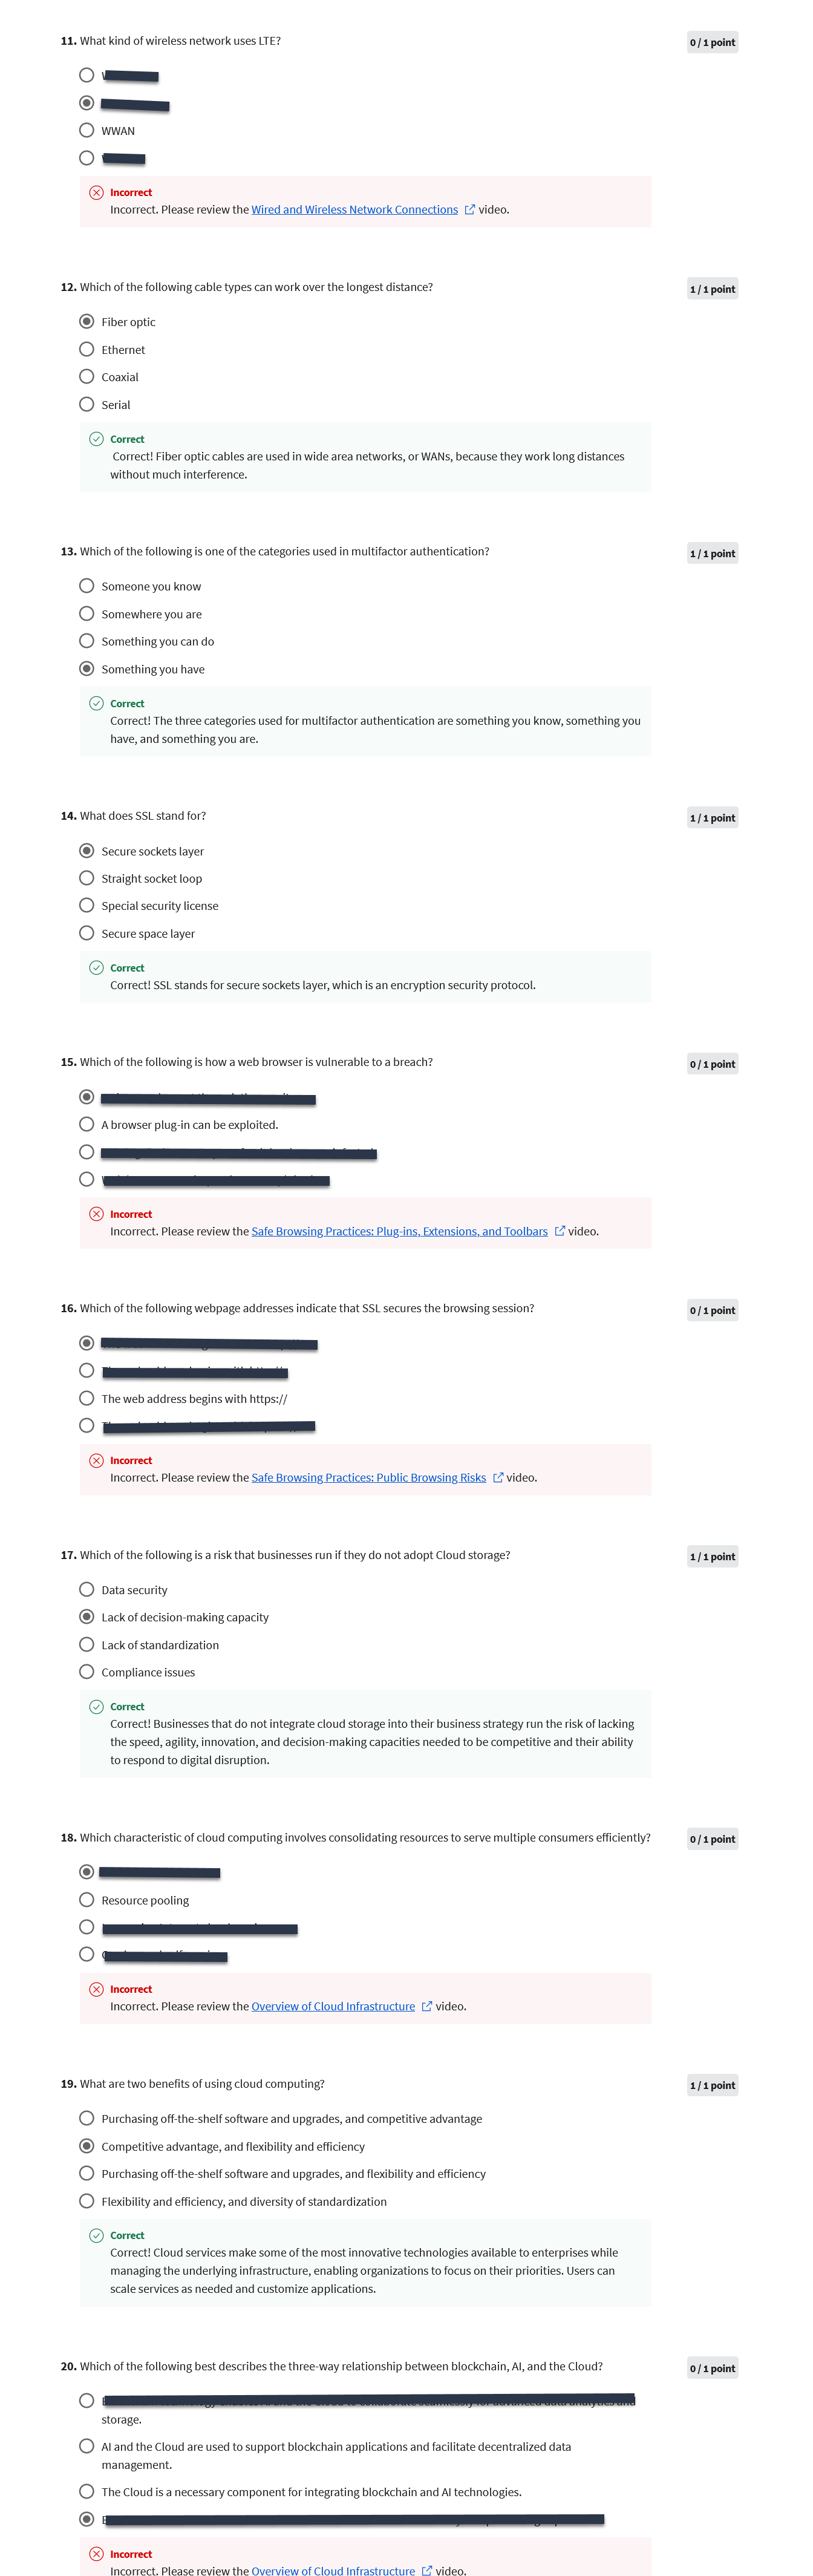 11. What kind of wireless network uses LTE?
0 / 1 point
WWAN
Incorrect
Incorrect. Please review the Wired and Wireless Network Connections video.
12. Which of the following cable types can work over the longest distance?
1 / 1 point
Fiber optic
Ethernet
Coaxial
Serial
Correct
Correct! Fiber optic cables are used in wide area networks, or WANs, because they work long distances
without much interference.
13. Which of the following is one of the categories used in multifactor authentication?
1 / 1 point
Someone you know
Somewhere you are
Something you can do
Something you have
Correct
Correct! The three categories used for multifactor authentication are something you know, something you
have, and something you are.
14. What does SSL stand for?
1 / 1 point
Secure sockets layer
Straight socket loop
Special security license
Secure space layer
Correct
Correct! SSL stands for secure sockets layer, which is an encryption security protocol.
15. Which of the following is how a web browser is vulnerable to a breach?
0 / 1 point
A browser plug-in can be exploited.
Incorrect
Incorrect. Please review the Safe Browsing Practices: Plug-ins, Extensions, and Toolbars video.
16. Which of the following webpage addresses indicate that SSL secures the browsing session?
0 / 1 point
The web address begins with https://
Incorrect
Incorrect. Please review the Safe Browsing Practices: Public Browsing Risks video.
17. Which of the following is a risk that businesses run if they do not adopt Cloud storage?
1 / 1 point
Data security
Lack of decision-making capacity
Lack of standardization
Compliance issues
Correct
Correct! Businesses that do not integrate cloud storage into their business strategy run the risk of lacking
the speed, agility, innovation, and decision-making capacities needed to be competitive and their ability
to respond to digital disruption.
18. Which characteristic of cloud computing involves consolidating resources to serve multiple consumers efficiently?
0 / 1 point
Resource pooling
Incorrect
Incorrect. Please review the Overview of Cloud Infrastructure video.
19. What are two benefits of using cloud computing?
1 / 1 point
Purchasing off-the-shelf software and upgrades, and competitive advantage
Competitive advantage, and flexibility and efficiency
Purchasing off-the-shelf software and upgrades, and flexibility and efficiency
Flexibility and efficiency, and diversity of standardization
Correct
Correct! Cloud services make some of the most innovative technologies available to enterprises while
managing the underlying infrastructure, enabling organizations to focus on their priorities. Users can
scale services as needed and customize applications.
20. Which of the following best describes the three-way relationship between blockchain, AI, and the Cloud?
0 / 1 point
storage.
AI and the Cloud are used to support blockchain applications and facilitate decentralized data
management.
The Cloud is a necessary component for integrating blockchain and AI technologies.
Incorrect
Incorrect. Please review the Overview of Cloud Infrastructure video.